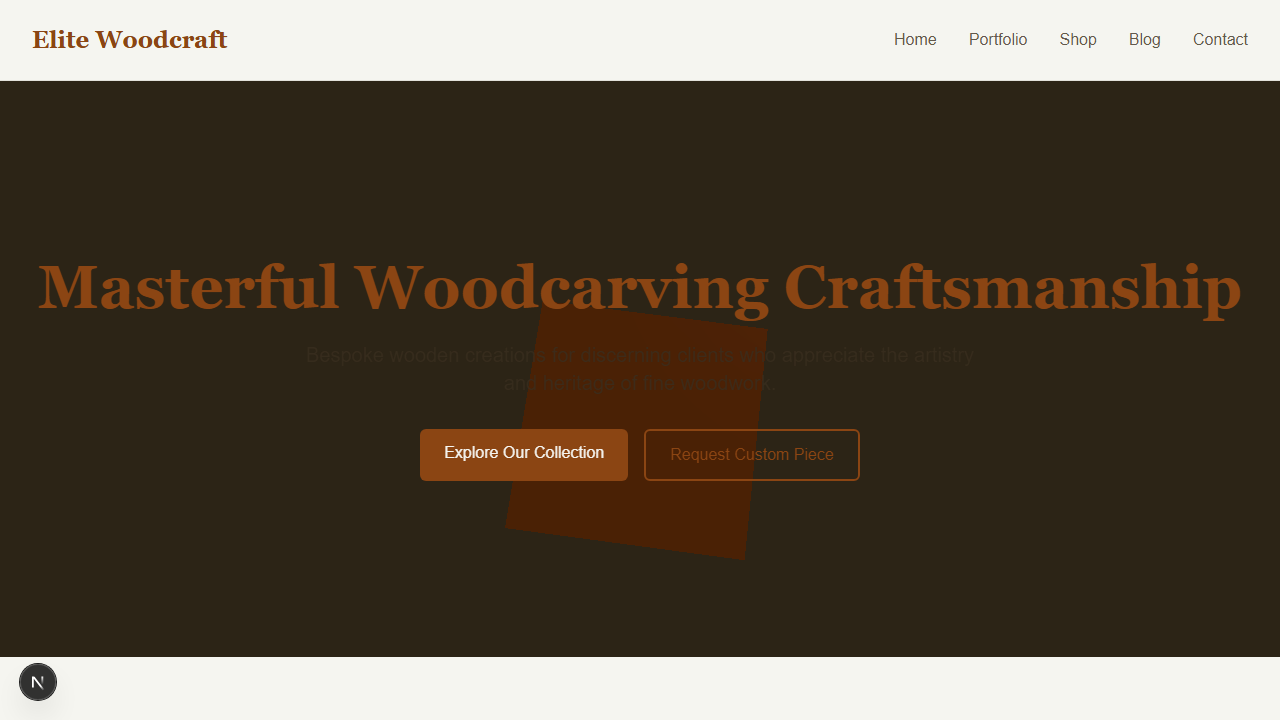 Elite Woodcraft
Home Portfolio Shop Blog Contact
Masterful Woodcarving Craftsmanship
Bespoke wooden creations for discerning clients who appreciate the artistry
and heritage of fine woodwork.
Explore Our Collection
Request Custom Piece
N